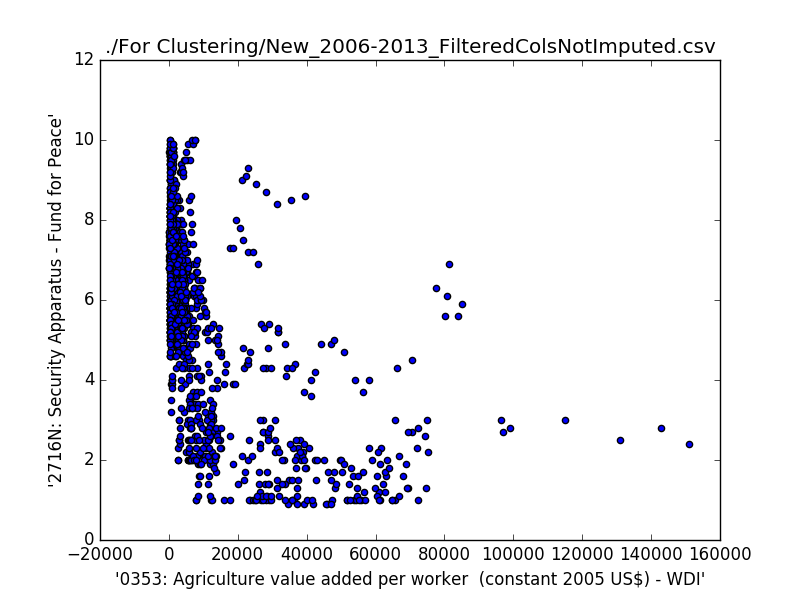 ./For Clustering/New_2006-2013_FilteredColsNotImputed.csv
12
10
8
6
4
2
0
'2716N: Security Apparatus - Fund for Peace'
−20000 0 20000 40000 60000 80000 100000 120000 140000 160000
'0353: Agriculture value added per worker  (constant 2005 US$) - WDI'